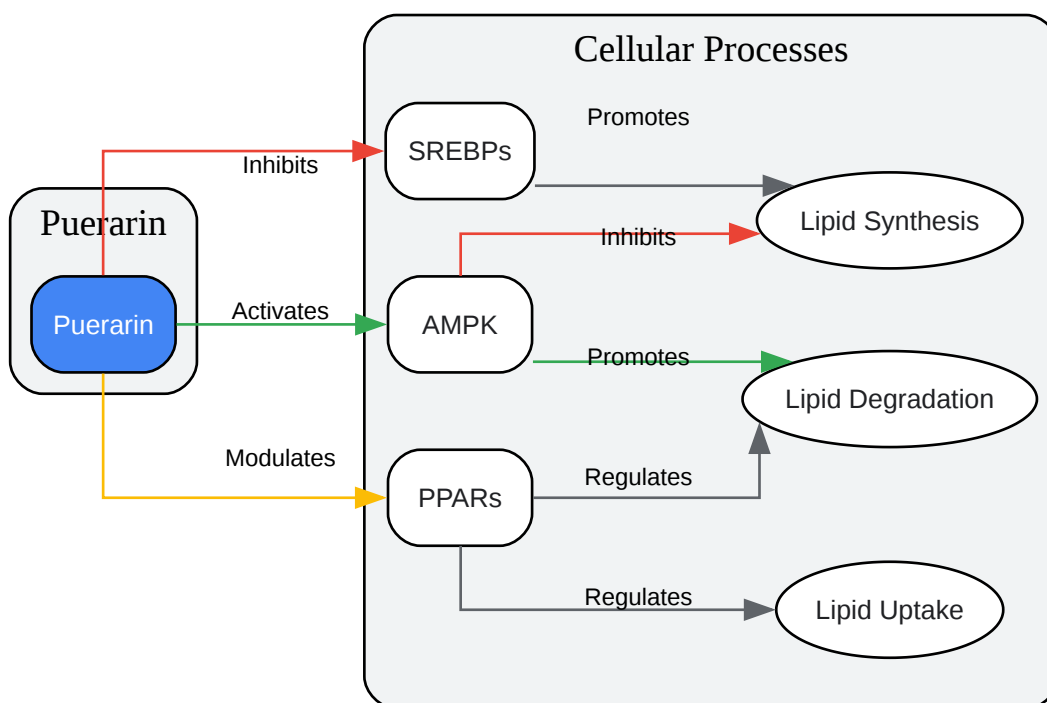 Cellular Processes
Promotes
SREBPs
Inhibits
Lipid Synthesis
Puerarin
Inhibits
Activates
Puerarin
AMPK
Promotes
Lipid Degradation
Modulates
Regulates
PPARs
Regulates
Lipid Uptake